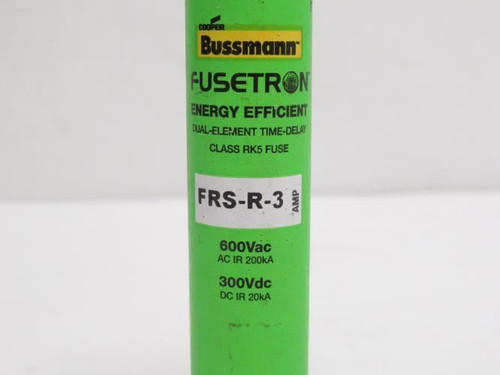 COOPER
Bussmann
FUSETRON
ENERGY EFFICIENT
DUAL-ELEMENT TIME-DELAY
CLASS RK5 FUSE
FRS-R-3 AMP
600Vac
AC IR 200kA
300Vdc
DC IR 20kA